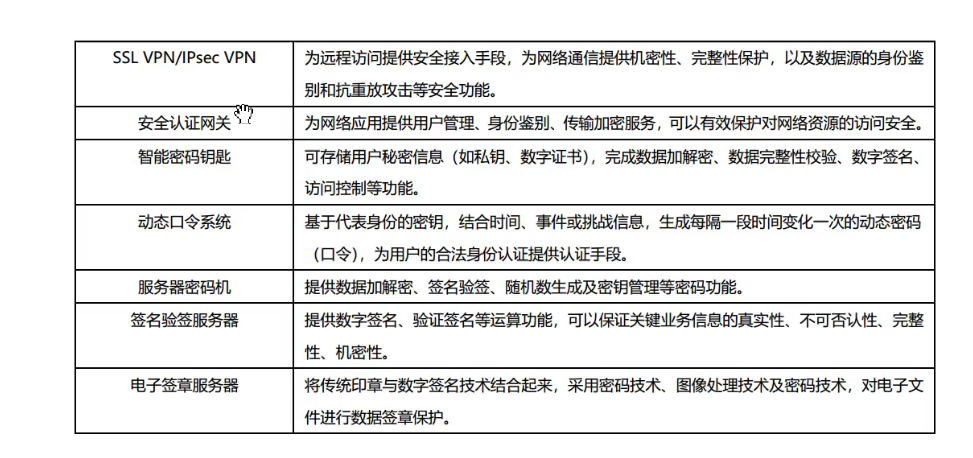 SSL VPN/IPsec VPN
为远程访问提供安全接入手段，为网络通信提供机密性、完整性保护，以及数据源的身份鉴
别和抗重放攻击等安全功能。
安全认证网关
为网络应用提供用户管理、身份鉴别、传输加密服务，可以有效保护对网络资源的访问安全。
智能密码钥匙
可存储用户秘密信息（如私钥、数字证书），完成数据加解密、数据完整性校验、数字签名、
访问控制等功能。
动态口令系统
基于代表身份的密钥，结合时间、事件或挑战信息，生成每隔一段时间变化一次的动态密码
（口令），为用户的合法身份认证提供认证手段。
服务器密码机
提供数据加解密、签名验签、随机数生成及密钥管理等密码功能。
签名验签服务器
提供数字签名、验证签名等运算功能，可以保证关键业务信息的真实性、不可否认性、完整
性、机密性。
电子签章服务器
将传统印章与数字签名技术结合起来，采用密码技术、图像处理技术及密码技术，对电子文
件进行数据签章保护。